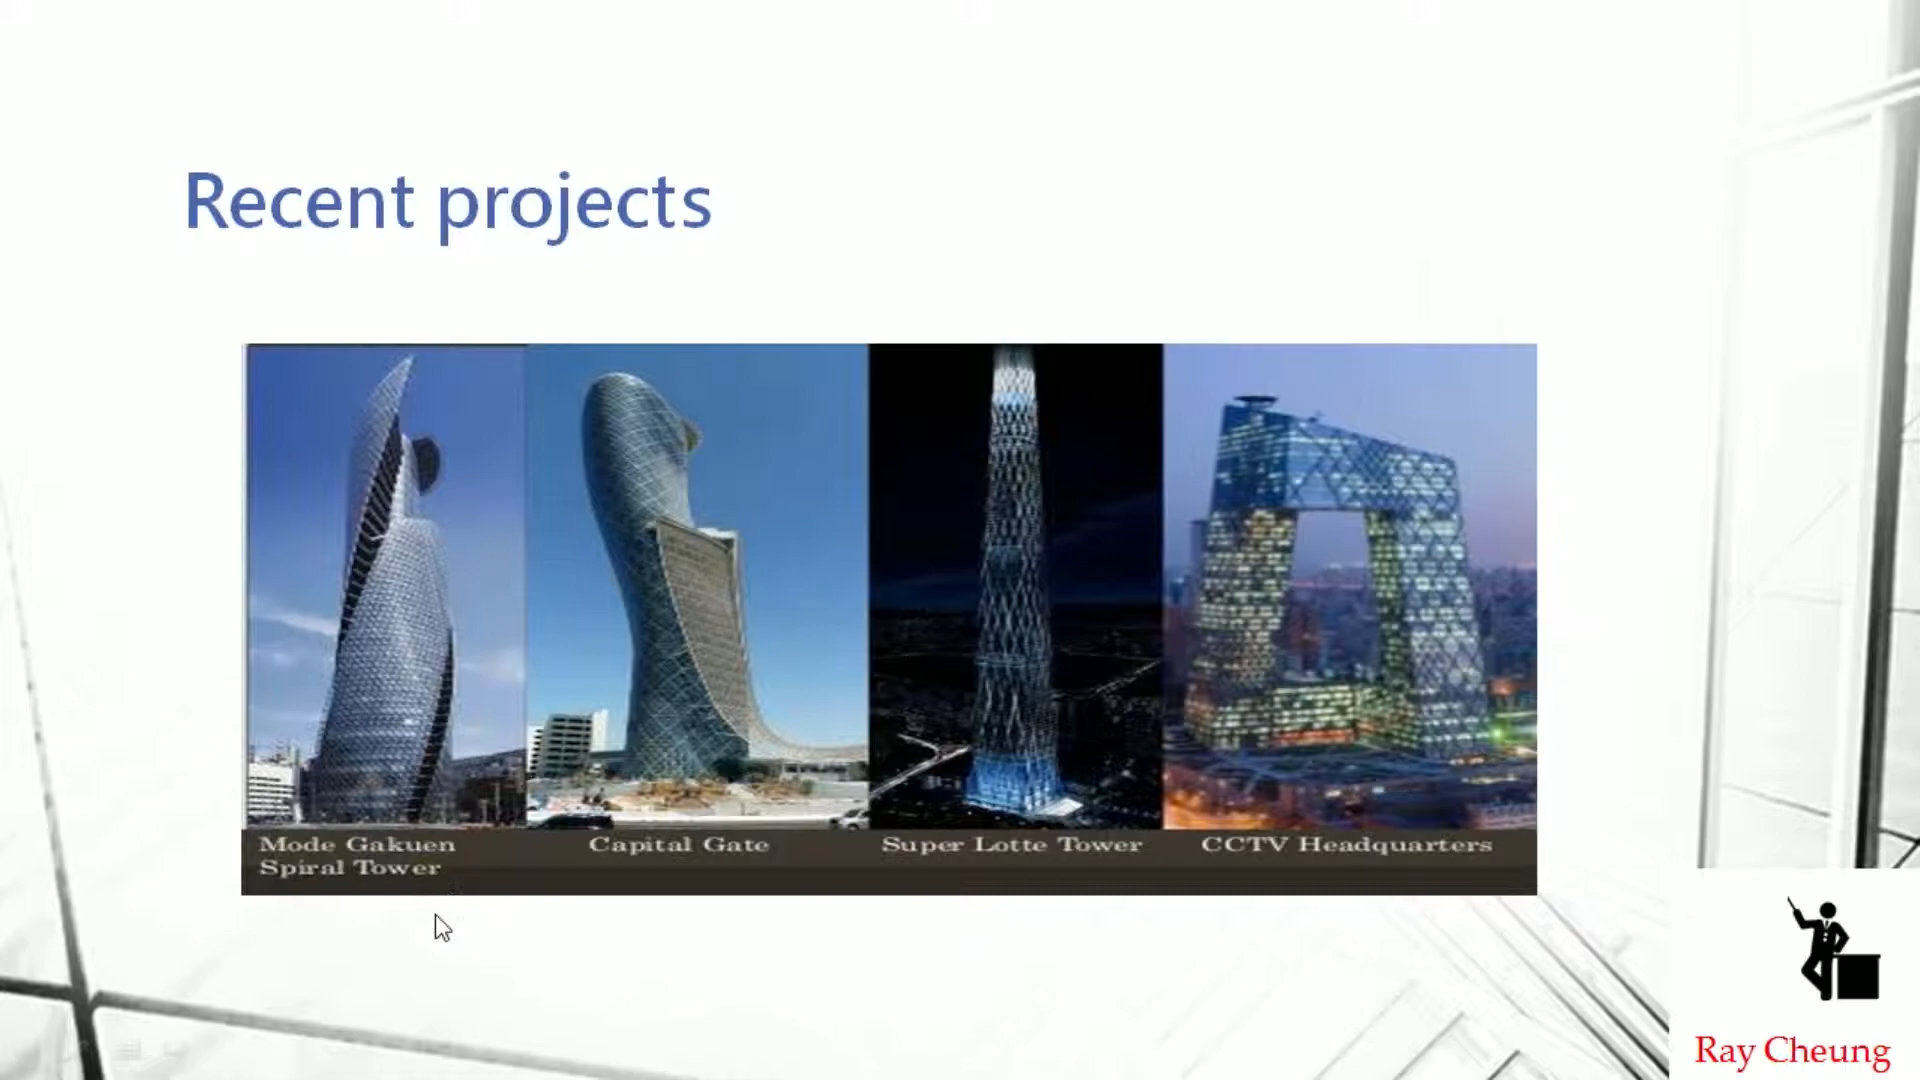 Recent projects
Mode Gakuen
Spiral Tower
Capital Gate
Super Lotte Tower
CCTV Headquarters
Ray Cheung